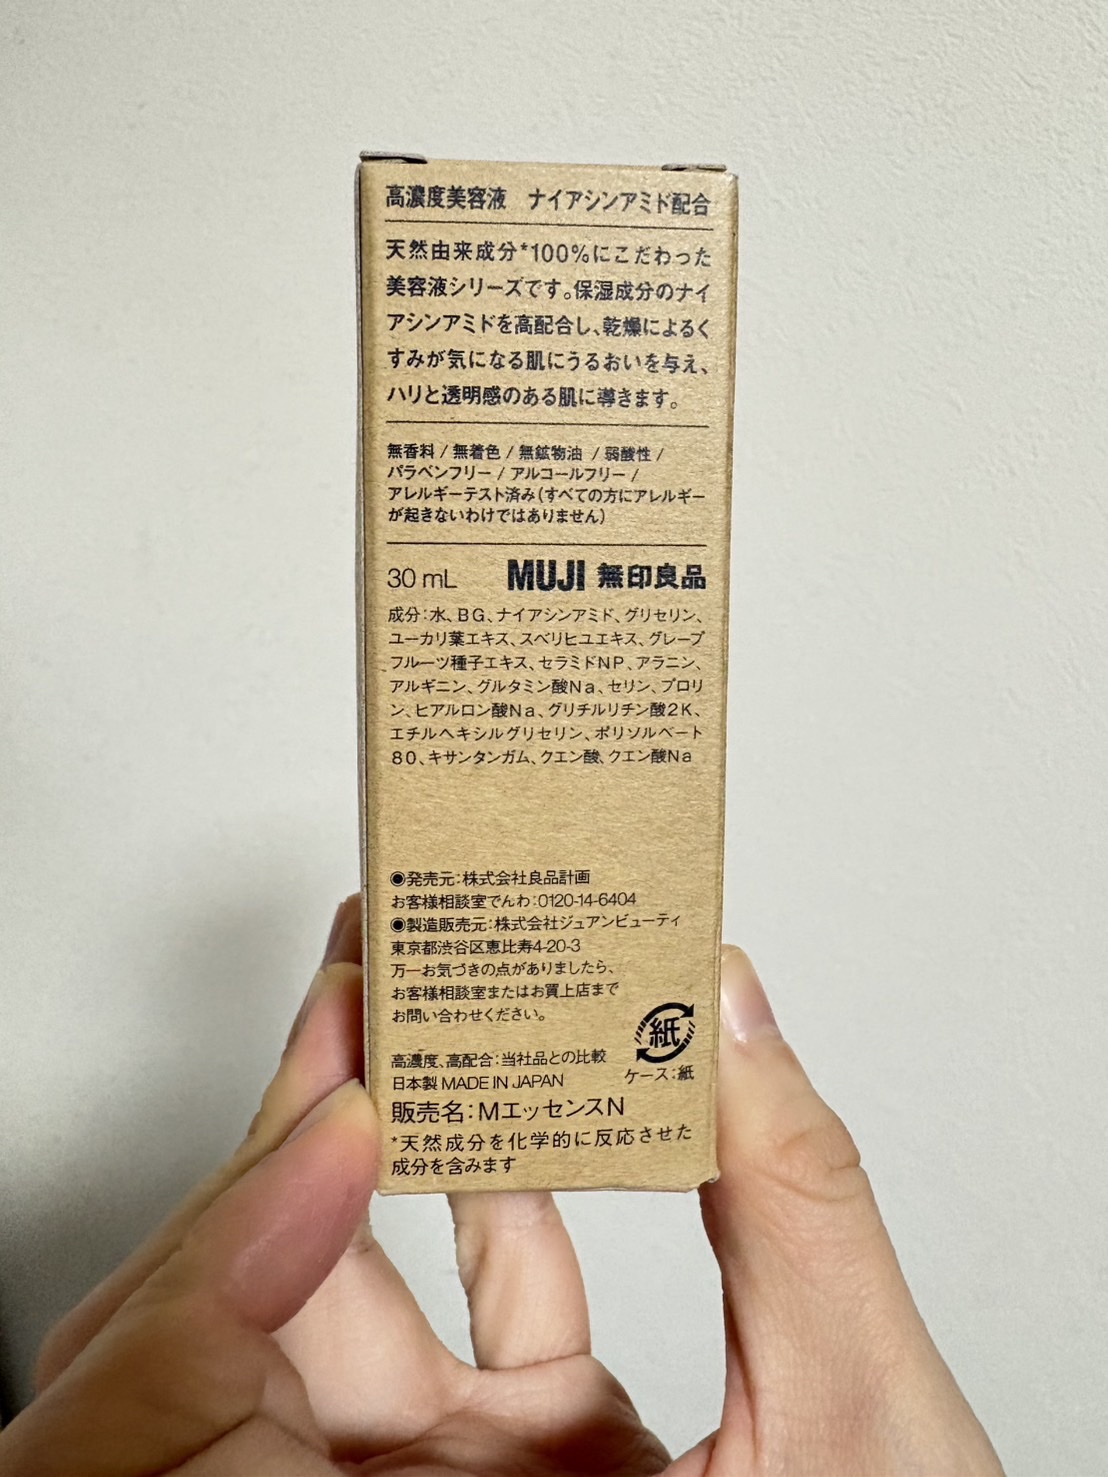 高濃度美容液　ナイアシンアミド配合
天然由来成分*100%にこだわった
美容液シリーズです。保湿成分のナイ
アシンアミドを高配合し、乾燥によるく
すみが気になる肌にうるおいを与え、
ハリと透明感のある肌に導きます。
無香料 / 無着色 / 無鉱物油 / 弱酸性 /
パラベンフリー / アルコールフリー /
アレルギーテスト済み（すべての方にアレルギー
が起きないわけではありません）
30 mL MUJI 無印良品
成分：水、BG、ナイアシンアミド、グリセリン、
ユーカリ葉エキス、スベリヒユエキス、グレープ
フルーツ種子エキス、セラミドNP、アラニン、
アルギニン、グルタミン酸Na、セリン、プロリ
ン、ヒアルロン酸Na、グリチルリチン酸2K、
エチルヘキシルグリセリン、ポリソルベート
80、キサンタンガム、クエン酸、クエン酸Na
◉発売元：株式会社良品計画
お客様相談室でんわ：0120-14-6404
◉製造販売元：株式会社ジュアンビューティ
東京都渋谷区恵比寿4-20-3
万一お気づきの点がありましたら、
お客様相談室またはお買上店まで
お問い合わせください。
紙
ケース：紙
高濃度、高配合：当社品との比較
日本製 MADE IN JAPAN
販売名：MエッセンスN
*天然成分を化学的に反応させた
成分を含みます